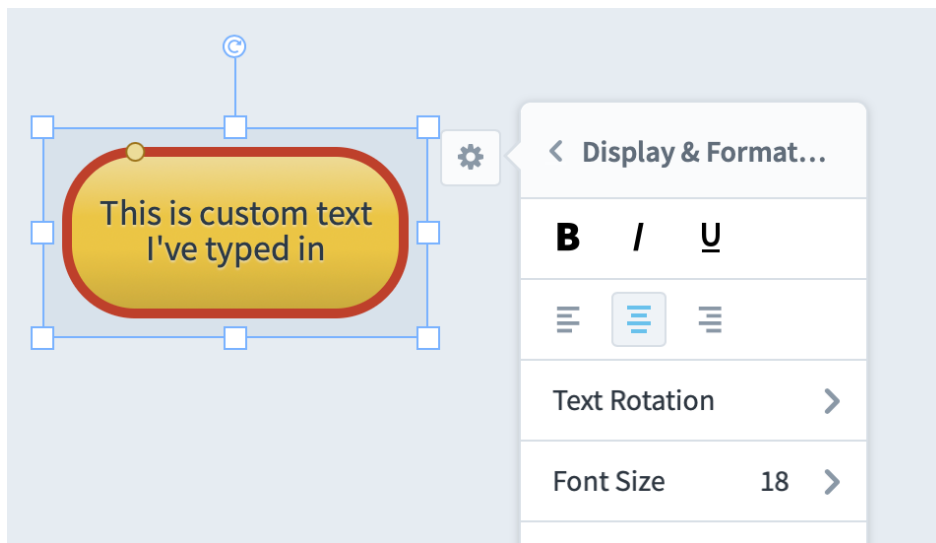 This is custom text
I've typed in
Display & Format...
B I U
Text Rotation
Font Size 18